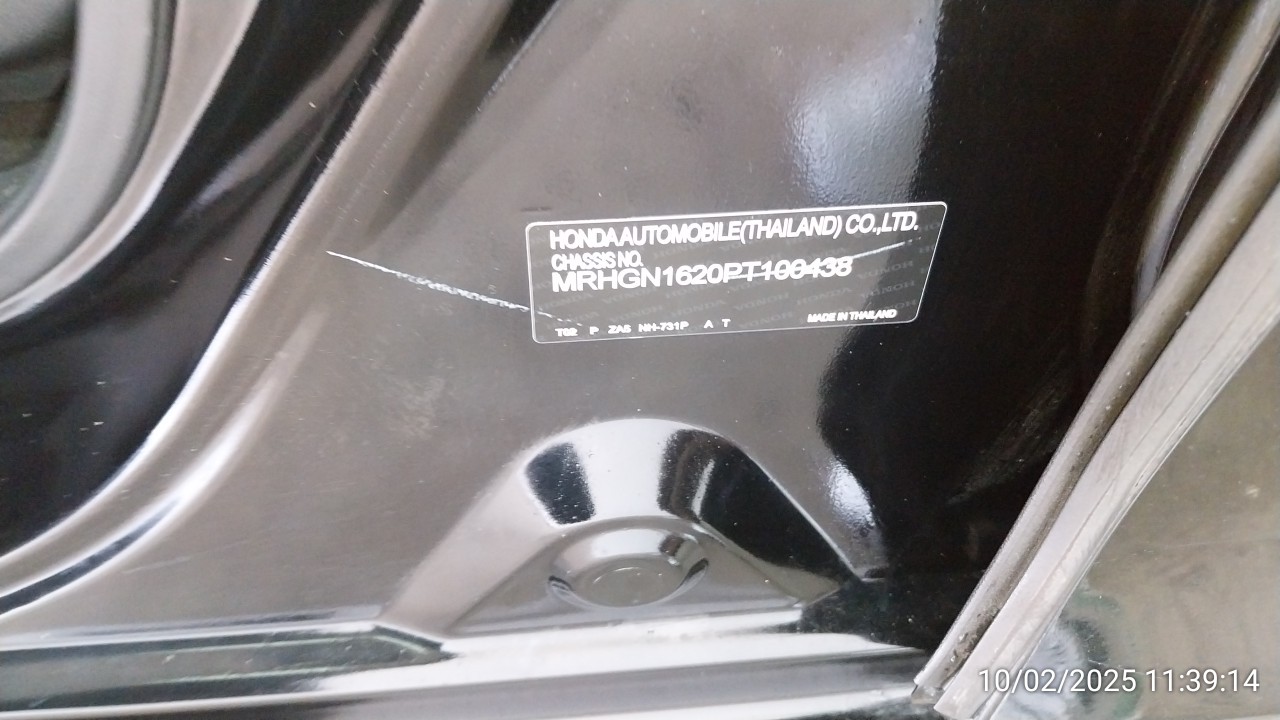 HONDA AUTOMOBILE(THAILAND) CO.,LTD.
CHASSIS NO.
MRHGN1620PT100438
T02 P ZA5 NH-731P A T
MADE IN THAILAND
10/02/2025 11:39:14